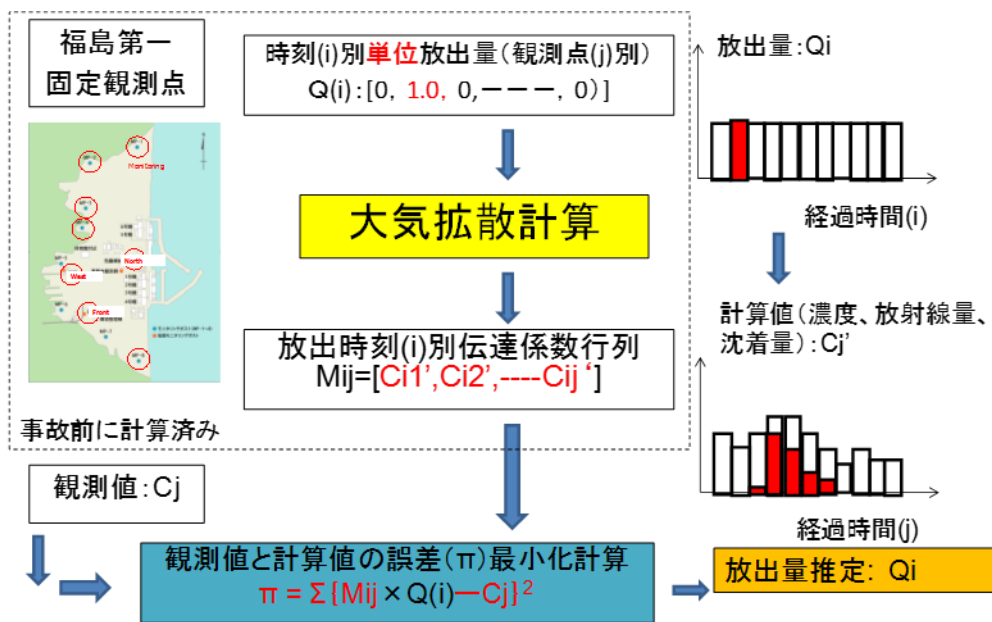 福島第一
固定観測点
時刻(i)別単位放出量(観測点(j)別)
Q(i):[0, 1.0, 0,ーーー, 0)]
放出量:Qi
経過時間(i)
Monitoring
North
West
Front
大気拡散計算
放出時刻(i)別伝達係数行列
Mij=[Ci1’,Ci2’,----Cij ‘]
計算値(濃度、放射線量、
沈着量):Cj’
経過時間(j)
事故前に計算済み
観測値:Cj
観測値と計算値の誤差(π)最小化計算
π = Σ{Mij×Q(i)ーCj}²
放出量推定: Qi